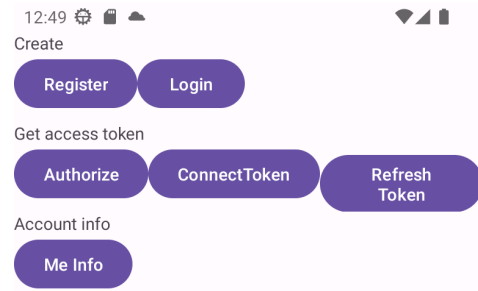 12:49
Create
Register Login
Get access token
Authorize ConnectToken Refresh
Token
Account info
Me Info